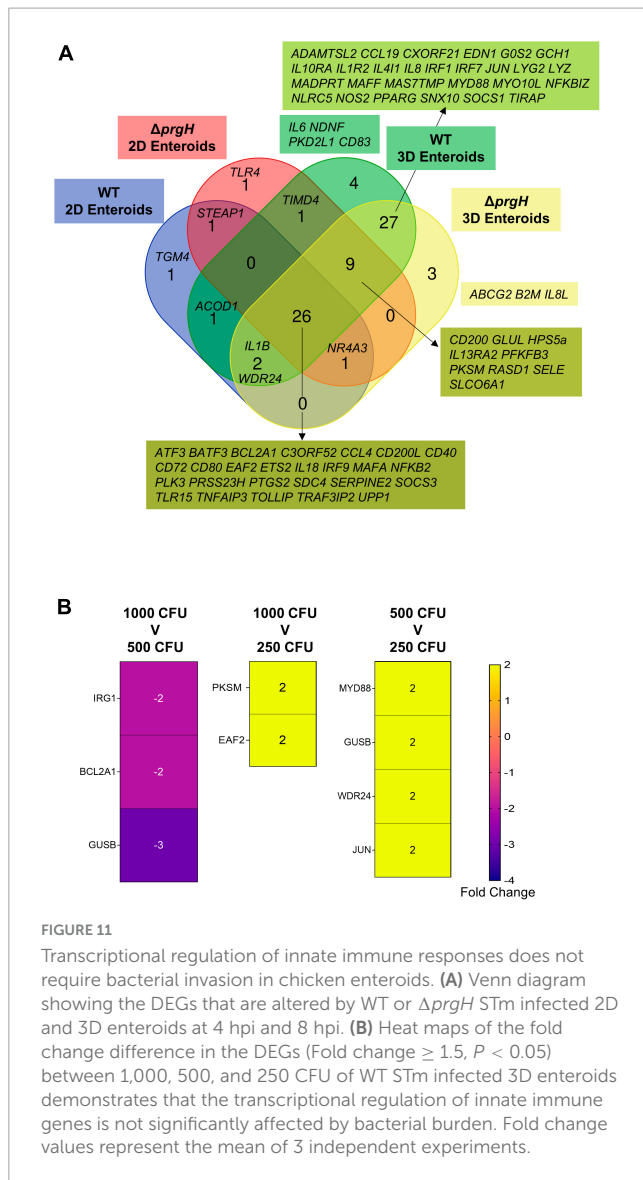 A
ADAMTSL2 CCL19 CXORF21 EDN1 G0S2 GCH1
IL10RA IL1R2 IL4I1 IL8 IRF1 IRF7 JUN LYG2 LYZ
MADPRT MAFF MAS7TMP MYD88 MYO10L NFKBIZ
NLRC5 NOS2 PPARG SNX10 SOCS1 TIRAP
ΔprgH
2D Enteroids
IL6 NDNF
PKD2L1 CD83
WT
3D Enteroids
WT
2D Enteroids
ΔprgH
3D Enteroids
TLR4
1
4
STEAP1
1
TIMD4
1
27
TGM4
1
0
9
3
ABCG2 B2M IL8L
ACOD1
1
26
0
IL1B
2
WDR24
NR4A3
1
0
CD200 GLUL HPS5a
IL13RA2 PFKFB3
PKSM RASD1 SELE
SLCO6A1
ATF3 BATF3 BCL2A1 C3ORF52 CCL4 CD200L CD40
CD72 CD80 EAF2 ETS2 IL18 IRF9 MAFA NFKB2
PLK3 PRSS23H PTGS2 SDC4 SERPINE2 SOCS3
TLR15 TNFAIP3 TOLLIP TRAF3IP2 UPP1
B
1000 CFU
V
500 CFU
IRG1
-2
BCL2A1
-2
GUSB
-3
1000 CFU
V
250 CFU
PKSM
2
EAF2
2
500 CFU
V
250 CFU
MYD88
2
GUSB
2
WDR24
2
JUN
2
2
1
0
-1
-2
-3
-4
Fold Change
FIGURE 11
Transcriptional regulation of innate immune responses does not
require bacterial invasion in chicken enteroids. (A) Venn diagram
showing the DEGs that are altered by WT or ΔprgH STm infected 2D
and 3D enteroids at 4 hpi and 8 hpi. (B) Heat maps of the fold
change difference in the DEGs (Fold change ≥ 1.5, P < 0.05)
between 1,000, 500, and 250 CFU of WT STm infected 3D enteroids
demonstrates that the transcriptional regulation of innate immune
genes is not significantly affected by bacterial burden. Fold change
values represent the mean of 3 independent experiments.